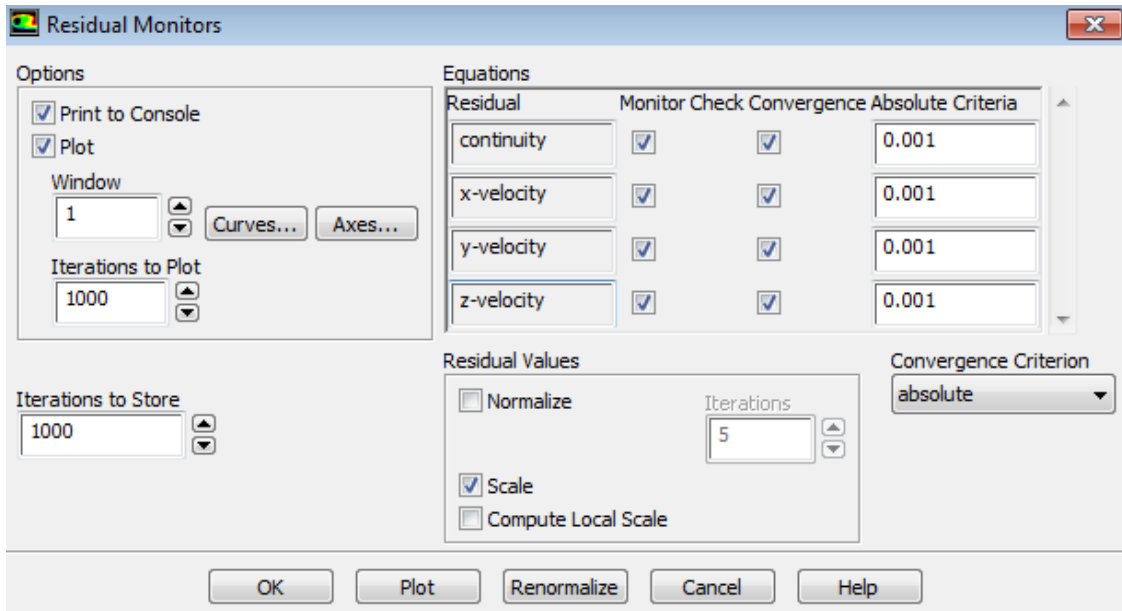 Residual Monitors
Options
Print to Console
Plot
Window
1
Curves...
Axes...
Iterations to Plot
1000
Iterations to Store
1000
Equations
Residual Monitor Check Convergence Absolute Criteria
continuity 0.001
x-velocity 0.001
y-velocity 0.001
z-velocity 0.001
Residual Values
Normalize
Iterations
5
Scale
Compute Local Scale
Convergence Criterion
absolute
OK Plot Renormalize Cancel Help